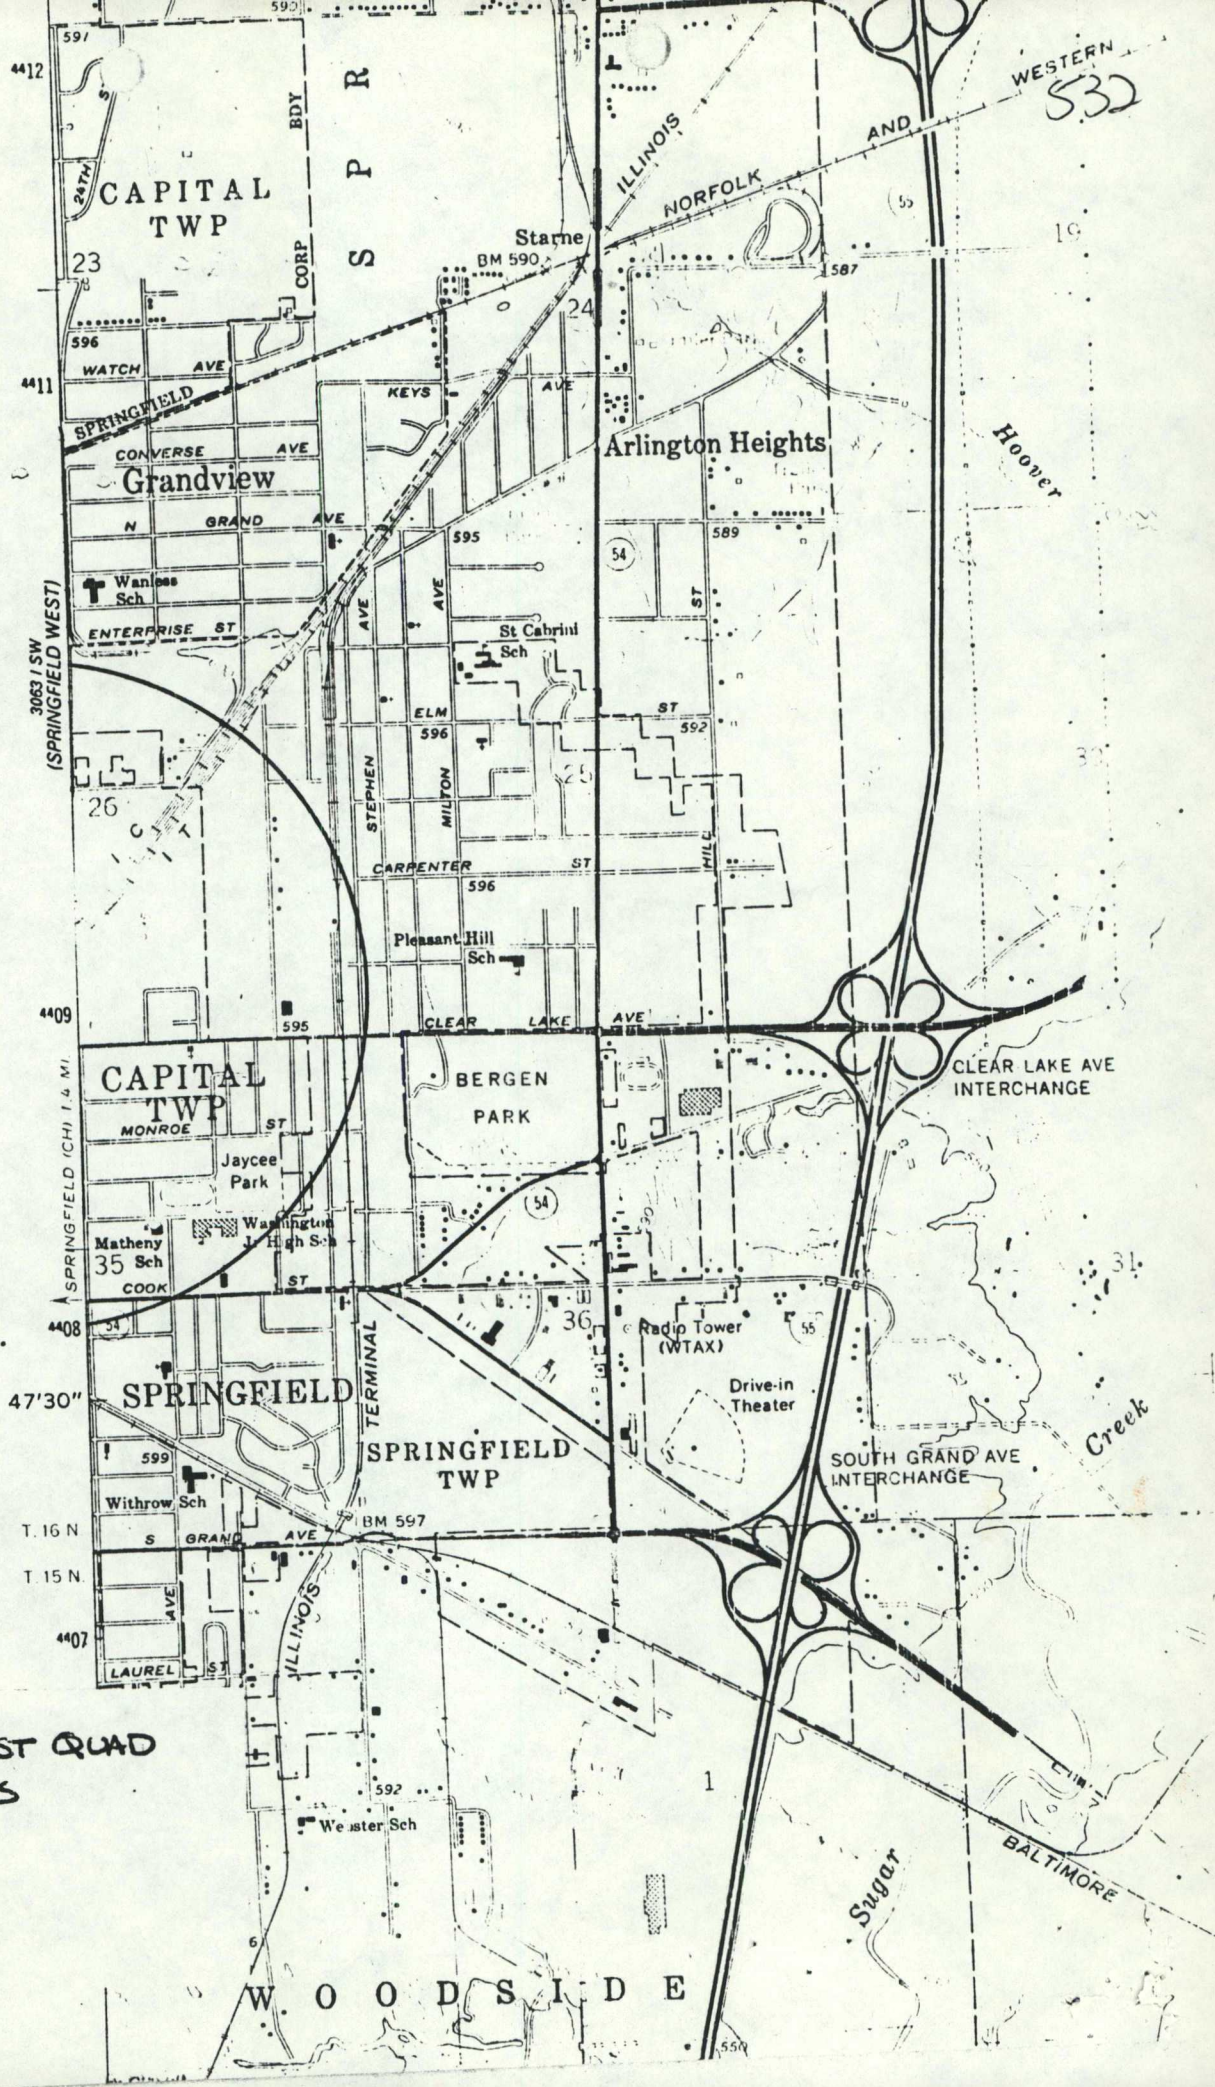 590
597
4412
WESTERN
532
BDY
S P R
ILLINOIS
AND
24TH
S
CAPITAL
TWP
NORFOLK
55
Starne
BM 590
CORP
19
23
587
24
596
WATCH AVE
4411
KEYS AVE
SPRINGFIELD
CONVERSE AVE
Arlington Heights
Hoover
Grandview
N GRAND AVE
595
54
589
Wanless
Sch
3063 I SW
(SPRINGFIELD WEST)
AVE
AVE
ST
ENTERPRISE ST
St Cabrini
Sch
ELM ST
596
592
STEPHEN
MILTON
25
26
C
I
T
HILL
CARPENTER ST
596
Pleasant Hill
Sch
4409
595
CLEAR LAKE AVE
CAPITAL
TWP
BERGEN
PARK
CLEAR LAKE AVE
INTERCHANGE
MONROE ST
Jaycee
Park
54
SPRINGFIELD (CH) 1.4 MI.
Washington
Jr High Sch
Matheny
Sch
35
31
COOK ST
36
4408
54
Radio Tower
(WTAX)
55
TERMINAL
47'30"
SPRINGFIELD
Drive-in
Theater
Creek
SPRINGFIELD
TWP
599
SOUTH GRAND AVE
INTERCHANGE
Withrow Sch
T. 16 N
BM 597
S GRAND AVE
T. 15 N
AVE
ILLINOIS
4407
LAUREL ST
ST QUAD
S
1
592
Webster Sch
BALTIMORE
Sugar
6
WOODSIDE
550